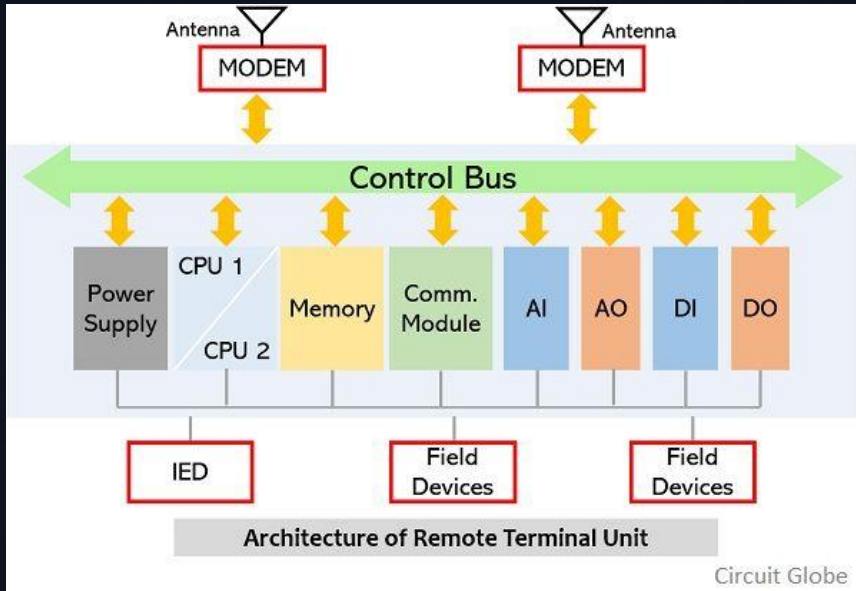 Antenna
Antenna
MODEM
MODEM
Control Bus
Power
Supply
CPU 1
CPU 2
Memory
Comm.
Module
AI
AO
DI
DO
IED
Field
Devices
Field
Devices
Architecture of Remote Terminal Unit
Circuit Globe